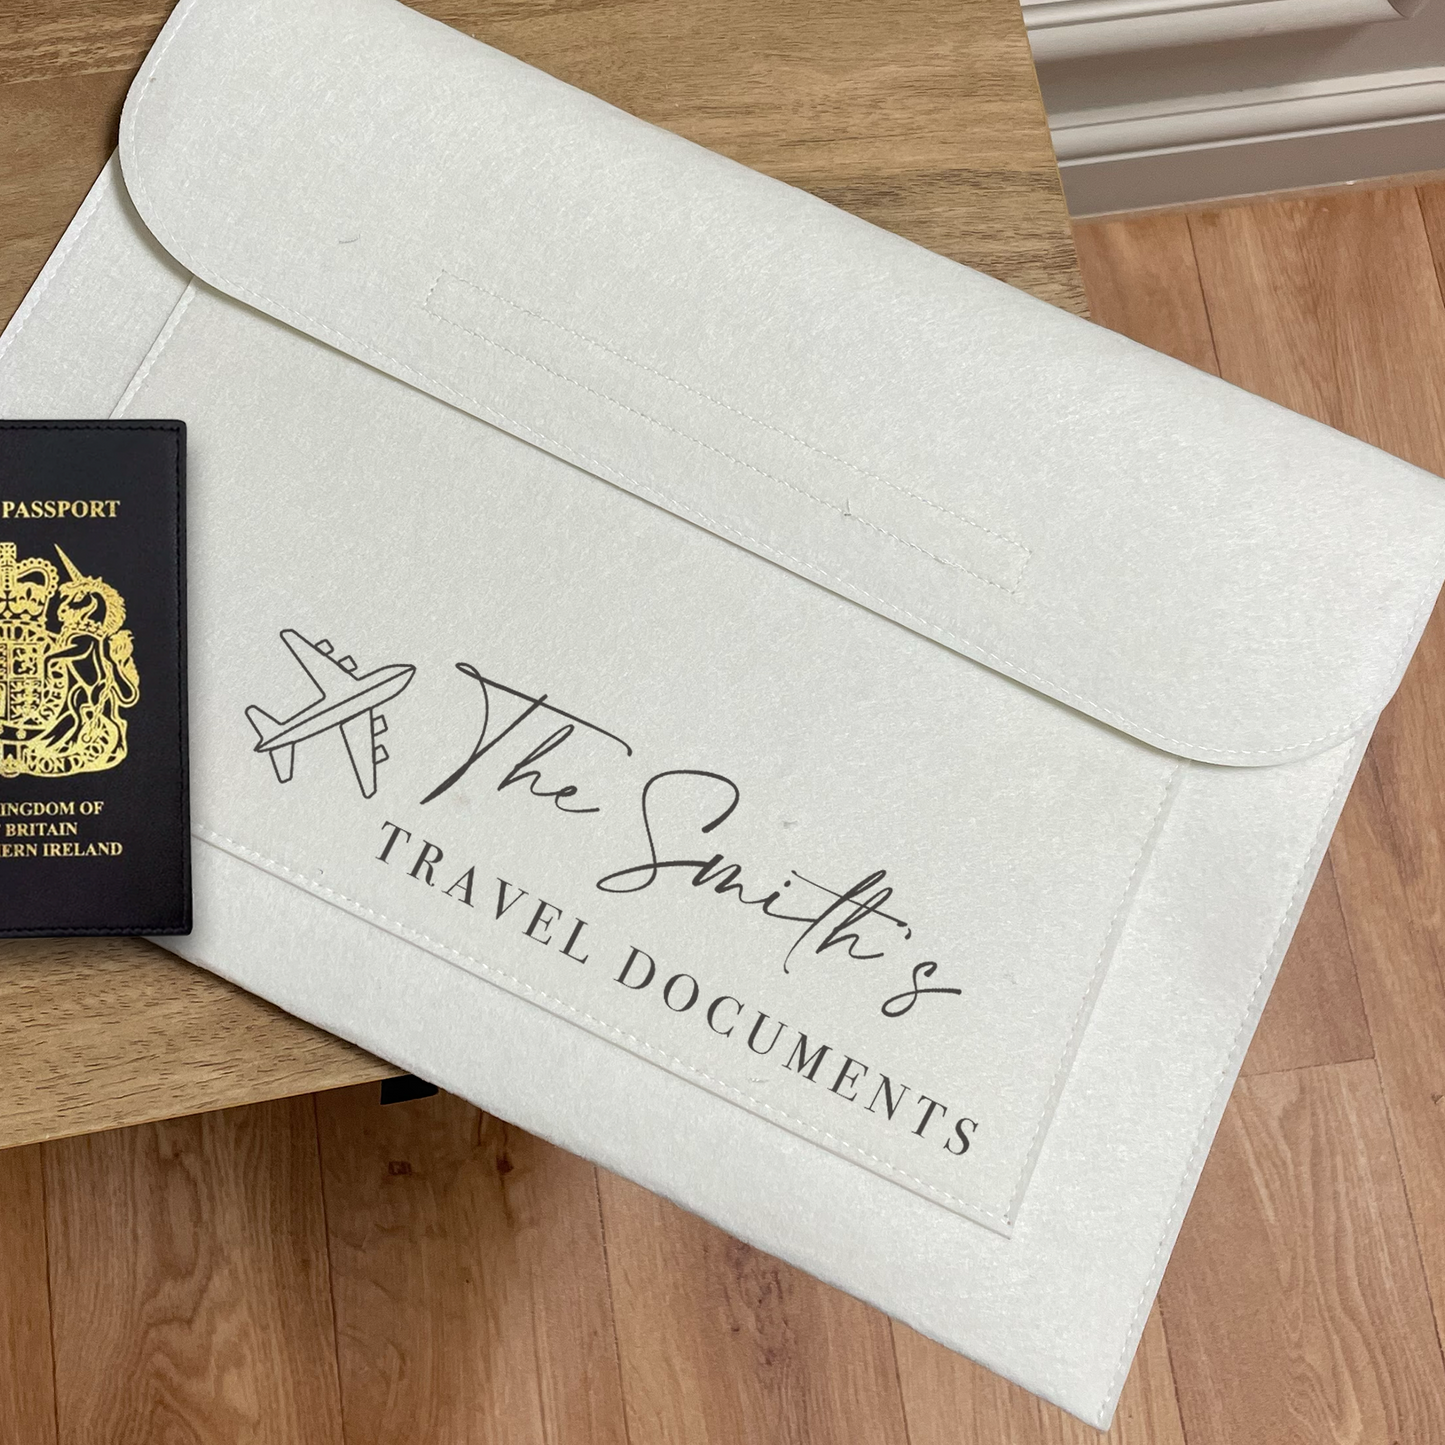 PASSPORT
INGDOM OF
BRITAIN
ERN IRELAND
The Smith's
TRAVEL DOCUMENTS